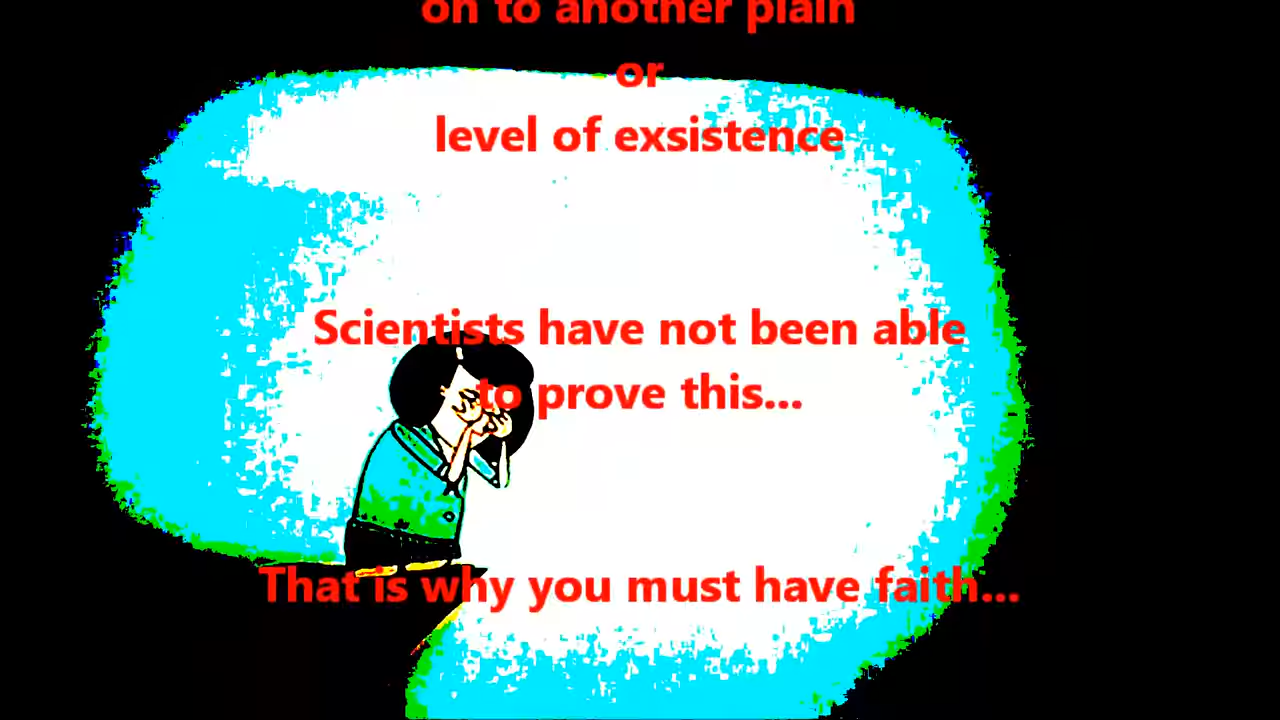 on to another plain
or
level of exsistence
Scientists have not been able
to prove this...
That is why you must have faith...